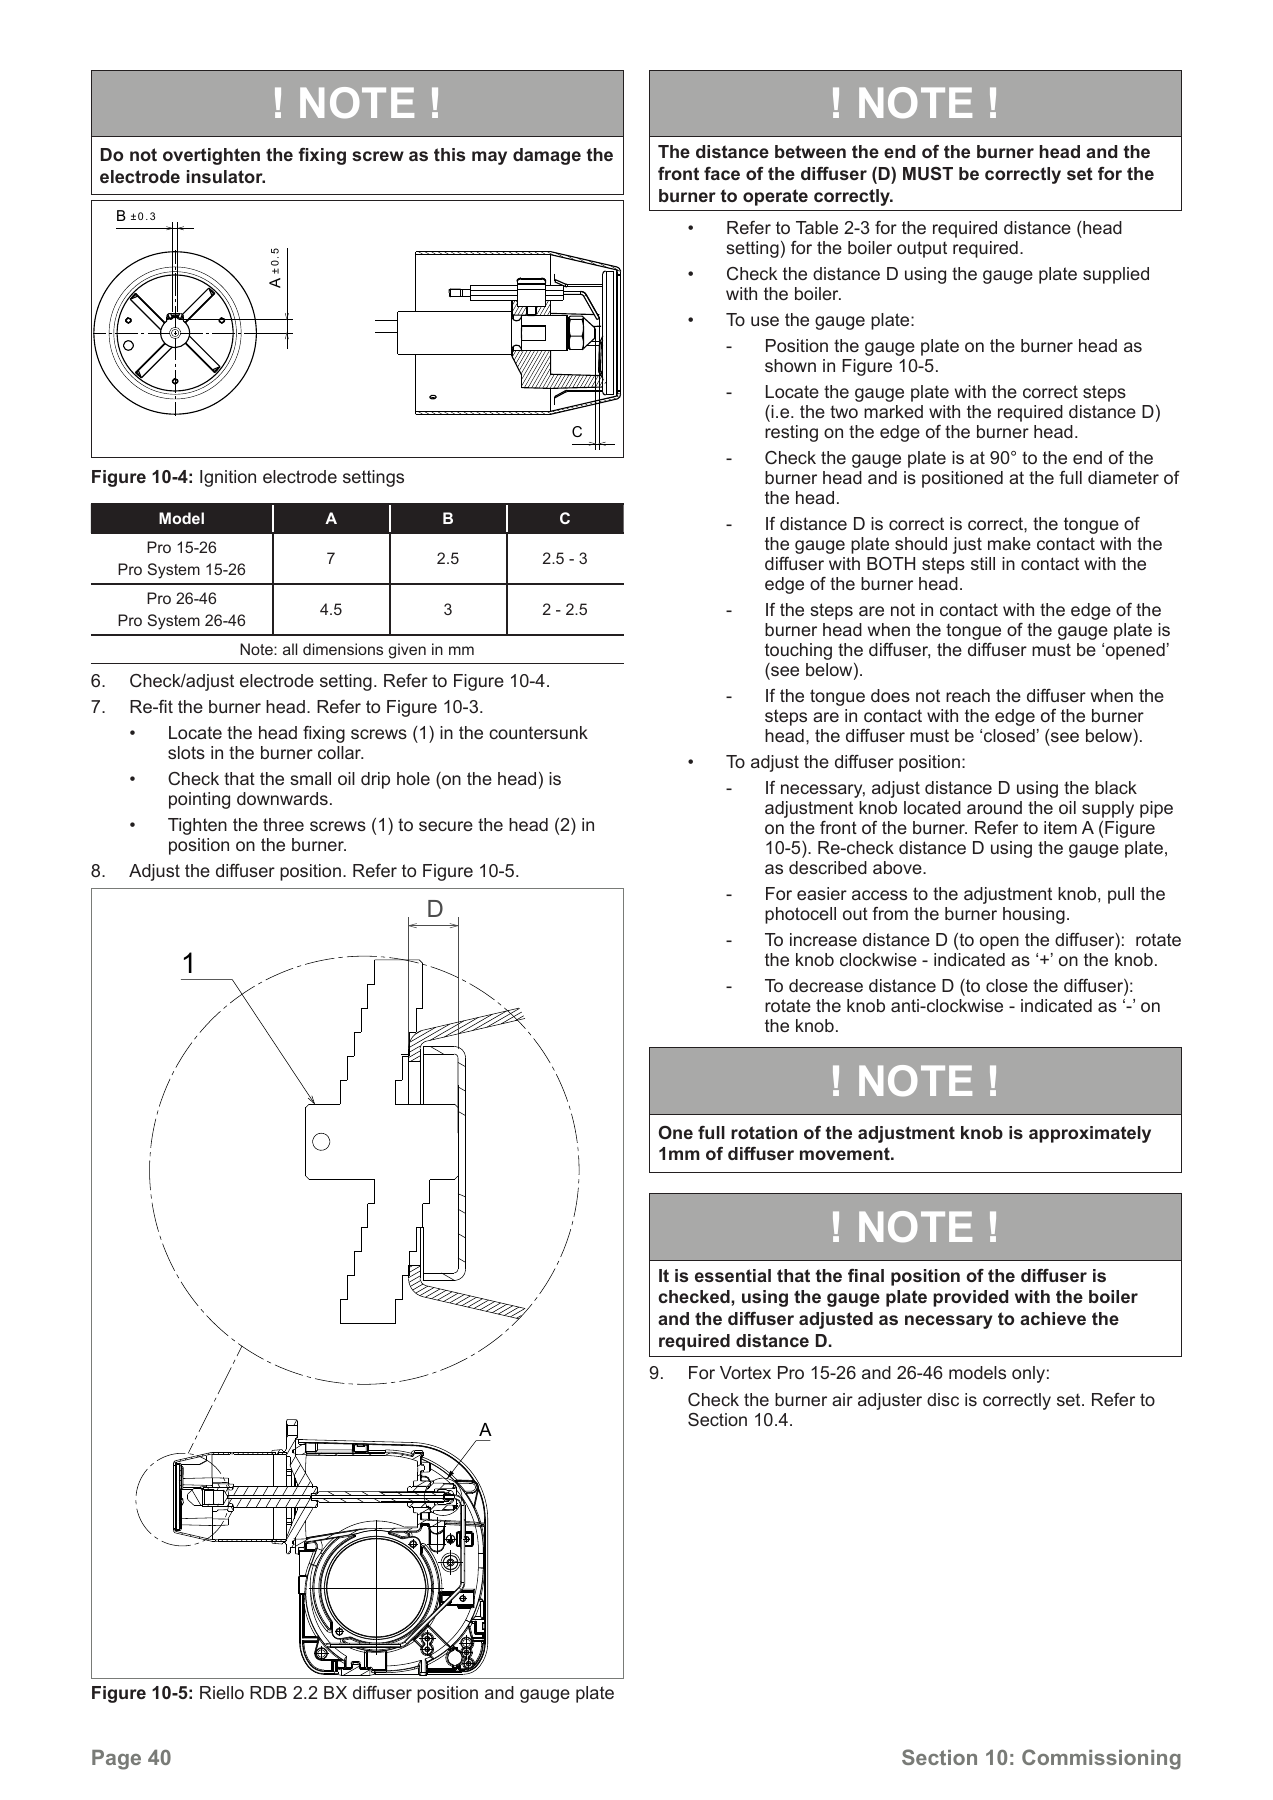 ! NOTE !
Do not overtighten the fixing screw as this may damage the
electrode insulator.
B ±0.3
A ±0.5
C
Figure 10-4: Ignition electrode settings
Model A B C
Pro 15-26
Pro System 15-26
7 2.5 2.5 - 3
Pro 26-46
Pro System 26-46
4.5 3 2 - 2.5
Note: all dimensions given in mm
6. Check/adjust electrode setting. Refer to Figure 10-4.
7. Re-fit the burner head. Refer to Figure 10-3.
• Locate the head fixing screws (1) in the countersunk
slots in the burner collar.
• Check that the small oil drip hole (on the head) is
pointing downwards.
• Tighten the three screws (1) to secure the head (2) in
position on the burner.
8. Adjust the diffuser position. Refer to Figure 10-5.
D
1
A
Figure 10-5: Riello RDB 2.2 BX diffuser position and gauge plate
! NOTE !
The distance between the end of the burner head and the
front face of the diffuser (D) MUST be correctly set for the
burner to operate correctly.
• Refer to Table 2-3 for the required distance (head
setting) for the boiler output required.
• Check the distance D using the gauge plate supplied
with the boiler.
• To use the gauge plate:
- Position the gauge plate on the burner head as
shown in Figure 10-5.
- Locate the gauge plate with the correct steps
(i.e. the two marked with the required distance D)
resting on the edge of the burner head.
- Check the gauge plate is at 90° to the end of the
burner head and is positioned at the full diameter of
the head.
- If distance D is correct is correct, the tongue of
the gauge plate should just make contact with the
diffuser with BOTH steps still in contact with the
edge of the burner head.
- If the steps are not in contact with the edge of the
burner head when the tongue of the gauge plate is
touching the diffuser, the diffuser must be ‘opened’
(see below).
- If the tongue does not reach the diffuser when the
steps are in contact with the edge of the burner
head, the diffuser must be ‘closed’ (see below).
• To adjust the diffuser position:
- If necessary, adjust distance D using the black
adjustment knob located around the oil supply pipe
on the front of the burner. Refer to item A (Figure
10-5). Re-check distance D using the gauge plate,
as described above.
- For easier access to the adjustment knob, pull the
photocell out from the burner housing.
- To increase distance D (to open the diffuser): rotate
the knob clockwise - indicated as ‘+’ on the knob.
- To decrease distance D (to close the diffuser):
rotate the knob anti-clockwise - indicated as ‘-’ on
the knob.
! NOTE !
One full rotation of the adjustment knob is approximately
1mm of diffuser movement.
! NOTE !
It is essential that the final position of the diffuser is
checked, using the gauge plate provided with the boiler
and the diffuser adjusted as necessary to achieve the
required distance D.
9. For Vortex Pro 15-26 and 26-46 models only:
Check the burner air adjuster disc is correctly set. Refer to
Section 10.4.
Page 40
Section 10: Commissioning